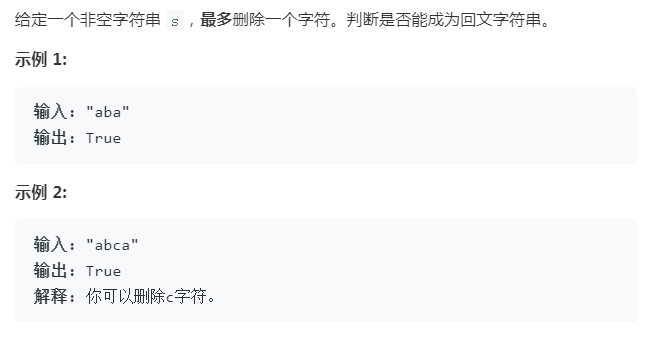 给定一个非空字符串 s，最多删除一个字符。判断是否能成为回文字符串。
示例 1:
输入: "aba"
输出: True
示例 2:
输入: "abca"
输出: True
解释: 你可以删除c字符。